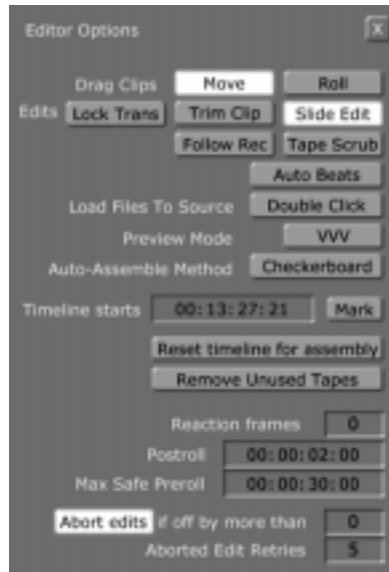 Editor Options X
Drag Clips Move Roll
Edits Lock Trans Trim Clip Slide Edit
Follow Rec Tape Scrub
Auto Beats
Load Files To Source Double Click
Preview Mode VVV
Auto-Assemble Method Checkerboard
Timeline starts 00:13:27:21 Mark
Reset timeline for assembly
Remove Unused Tapes
Reaction frames 0
Postroll 00:00:02:00
Max Safe Preroll 00:00:30:00
Abort edits if off by more than 0
Aborted Edit Retries 5